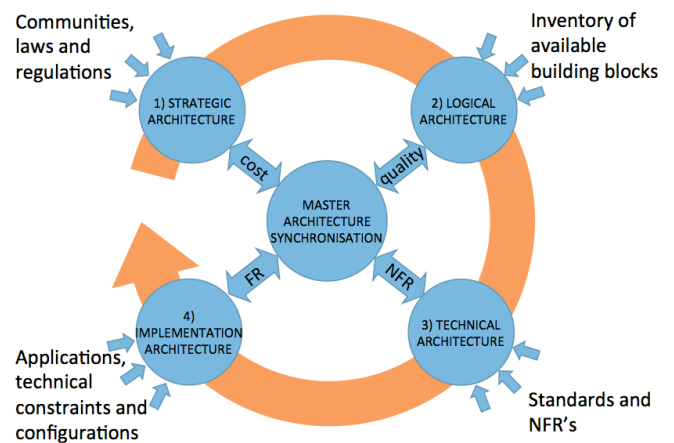 Communities,
laws and
regulations
Inventory of
available
building blocks
1) STRATEGIC
ARCHITECTURE
2) LOGICAL
ARCHITECTURE
cost
quality
MASTER
ARCHITECTURE
SYNCHRONISATION
FR
NFR
4)
IMPLEMENTATION
ARCHITECTURE
3) TECHNICAL
ARCHITECTURE
Applications,
technical
constraints and
configurations
Standards and
NFR's